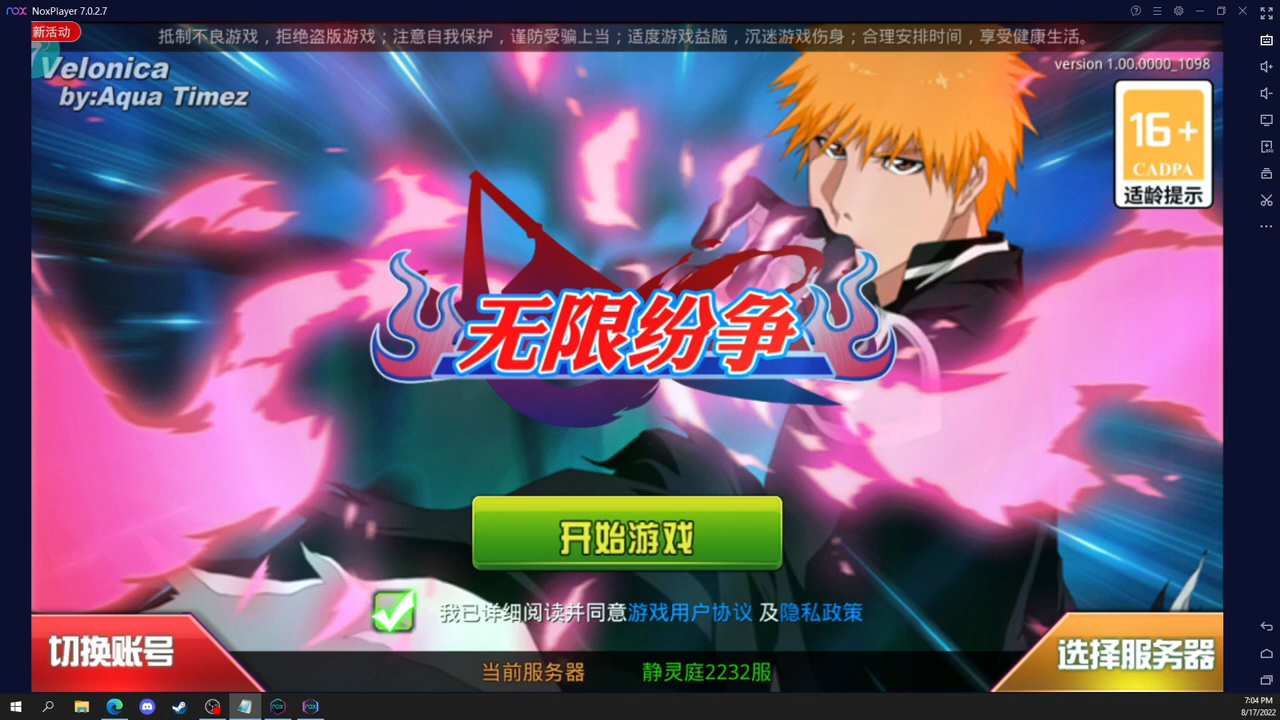 NoxPlayer 7.0.2.7
新活动
抵制不良游戏，拒绝盗版游戏；注意自我保护，谨防受骗上当；适度游戏益脑，沉迷游戏伤身；合理安排时间，享受健康生活。
Velonica
by:Aqua Timez
version 1.00.0000_1098
16+
CADPA
适龄提示
无限纷争
开始游戏
我已详细阅读并同意游戏用户协议 及隐私政策
切换账号
选择服务器
当前服务器 静灵庭2232服
7:04 PM
8/17/2022